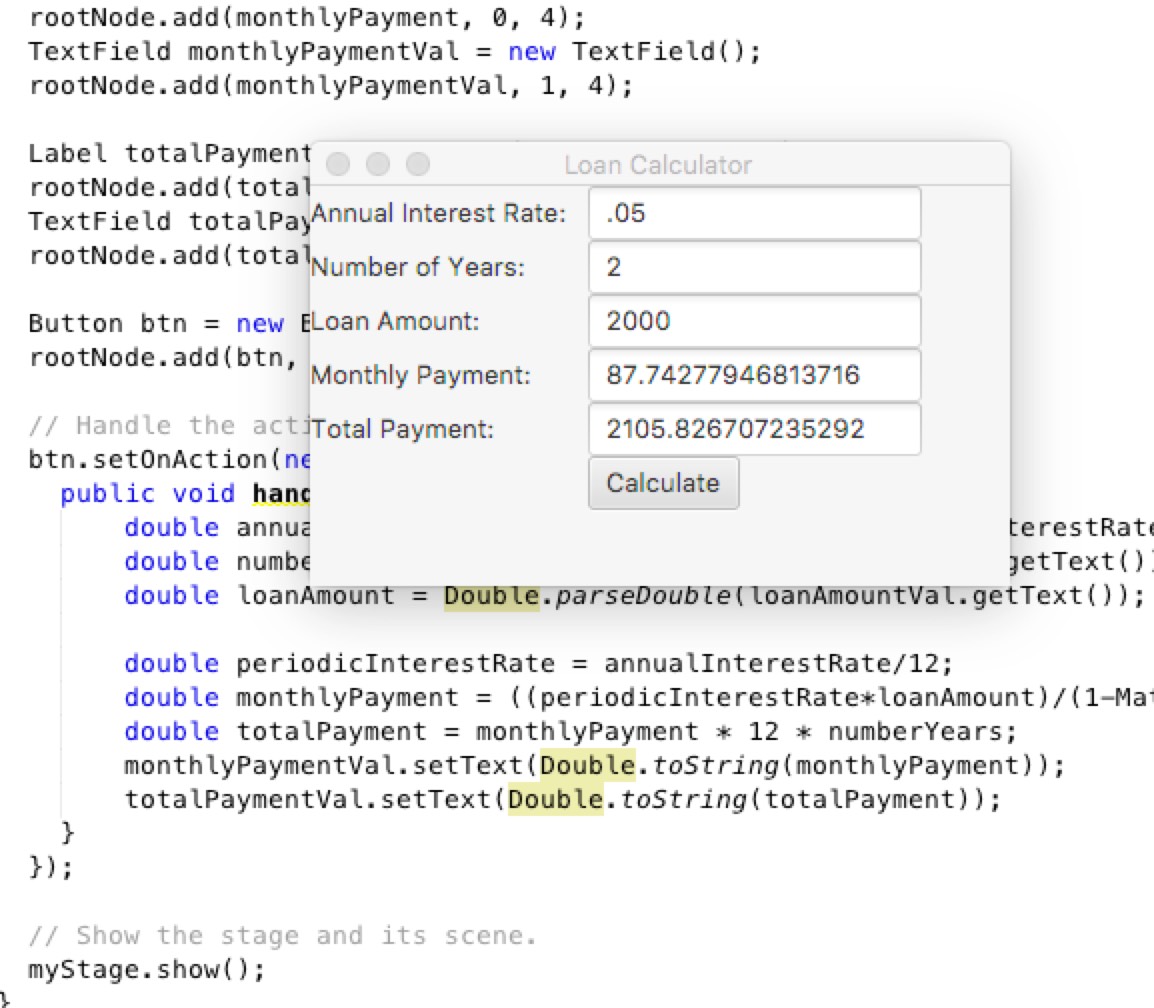 rootNode.add(monthlyPayment, 0, 4);
TextField monthlyPaymentVal = new TextField();
rootNode.add(monthlyPaymentVal, 1, 4);
Label totalPayment
rootNode.add(total
TextField totalPay
rootNode.add(total
Button btn = new
rootNode.add(btn,
// Handle the acti
btn.setOnAction(ne
public void hand
double annua
double numbe
Loan Calculator
Annual Interest Rate: .05
Number of Years: 2
Loan Amount: 2000
Monthly Payment: 87.74277946813716
Total Payment: 2105.826707235292
Calculate
terestRate
getText())
double loanAmount = Double.parseDouble(loanAmountVal.getText());
double periodicInterestRate = annualInterestRate/12;
double monthlyPayment = ((periodicInterestRate*loanAmount)/(1-Mat
double totalPayment = monthlyPayment * 12 * numberYears;
monthlyPaymentVal.setText(Double.toString(monthlyPayment));
totalPaymentVal.setText(Double.toString(totalPayment));
}
});
// Show the stage and its scene.
myStage.show();
}